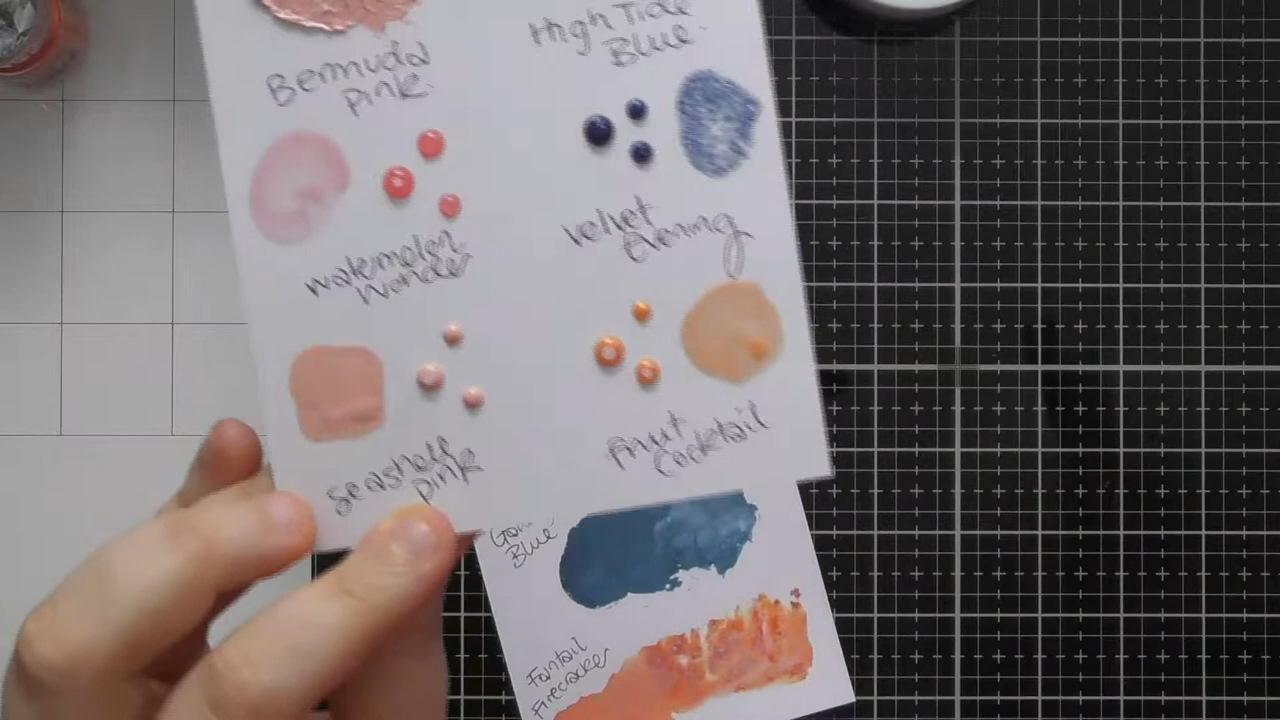 Bermuda
pink
High Tide
Blue
watermelon
wonder
Velvet
Evening
Seashell
pink
Fruit
Cocktail
Blue
Fantail
Firecracker